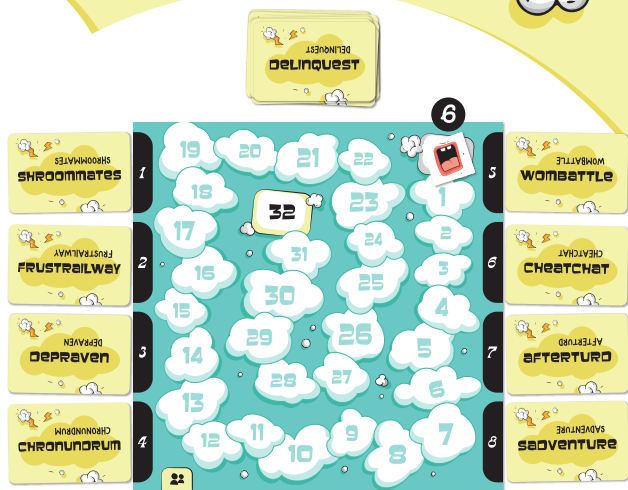 DELINQUEST
DELINQUEST
6
SHROOMMATES
SHROOMMATES
1
FRUSTRAILWAY
FRUSTRAILWAY
2
DEPRAVEN
DEPRAVEN
3
CHRONUNDRUM
CHRONUNDRUM
4
19 20 21 22
18 32 23 1
17 24 2
16 31 3
30 25 4
15
29 26 5
14
28 27 6
13
12 11 10 9 8 7
WOMBATTLE
WOMBATTLE
5
CHEATCHAT
CHEATCHAT
6
AFTERTURD
AFTERTURD
7
SADVENTURE
SADVENTURE
8